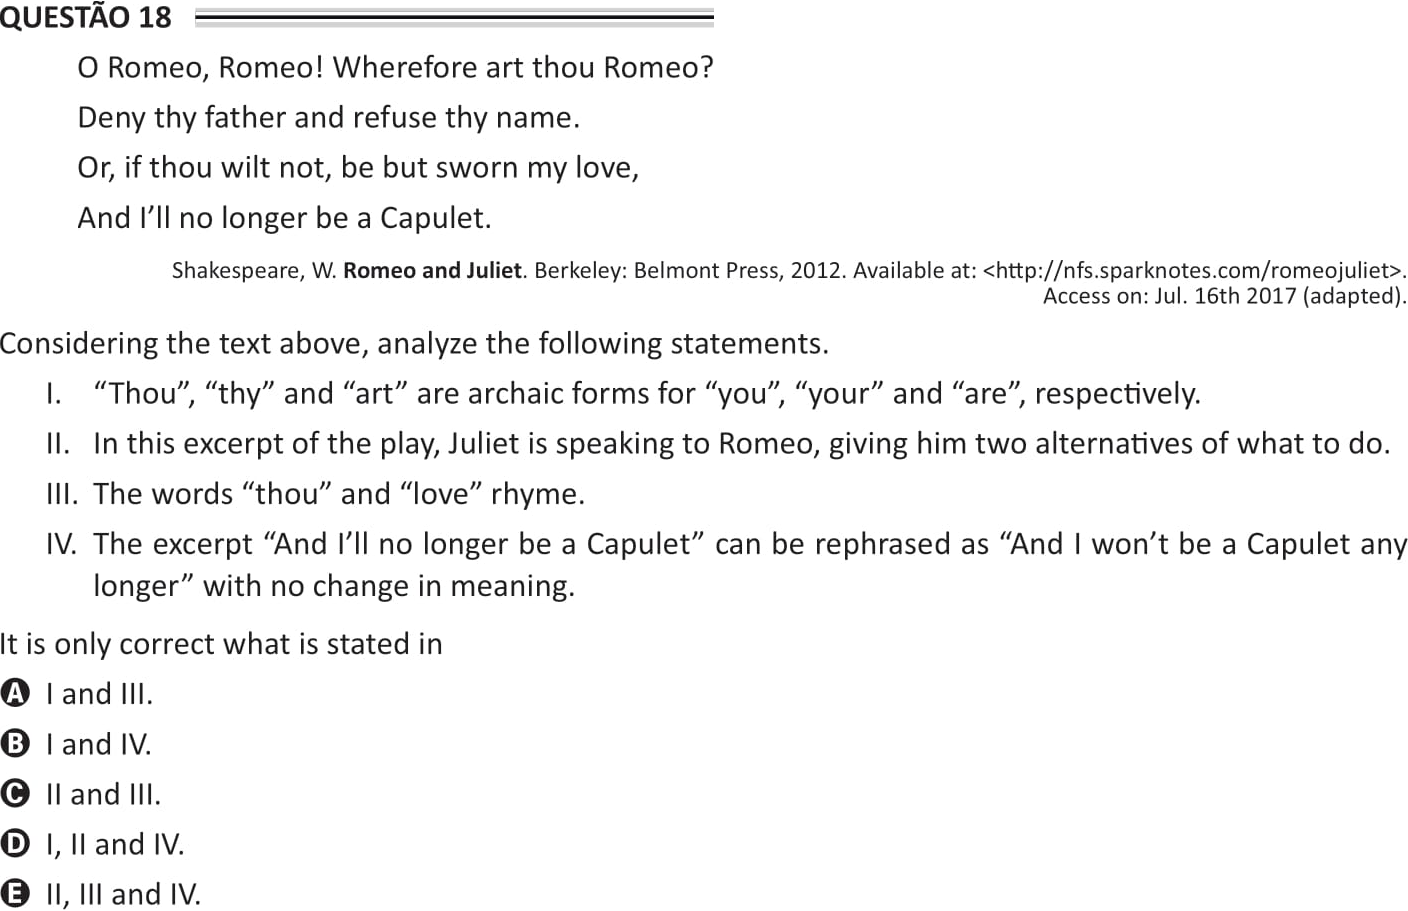 QUESTÃO 18
O Romeo, Romeo! Wherefore art thou Romeo?
Deny thy father and refuse thy name.
Or, if thou wilt not, be but sworn my love,
And I’ll no longer be a Capulet.
Shakespeare, W. Romeo and Juliet. Berkeley: Belmont Press, 2012. Available at: <http://nfs.sparknotes.com/romeojuliet>.
Access on: Jul. 16th 2017 (adapted).
Considering the text above, analyze the following statements.
I. “Thou”, “thy” and “art” are archaic forms for “you”, “your” and “are”, respectively.
II. In this excerpt of the play, Juliet is speaking to Romeo, giving him two alternatives of what to do.
III. The words “thou” and “love” rhyme.
IV. The excerpt “And I’ll no longer be a Capulet” can be rephrased as “And I won’t be a Capulet any
longer” with no change in meaning.
It is only correct what is stated in
A I and III.
B I and IV.
C II and III.
D I, II and IV.
E II, III and IV.